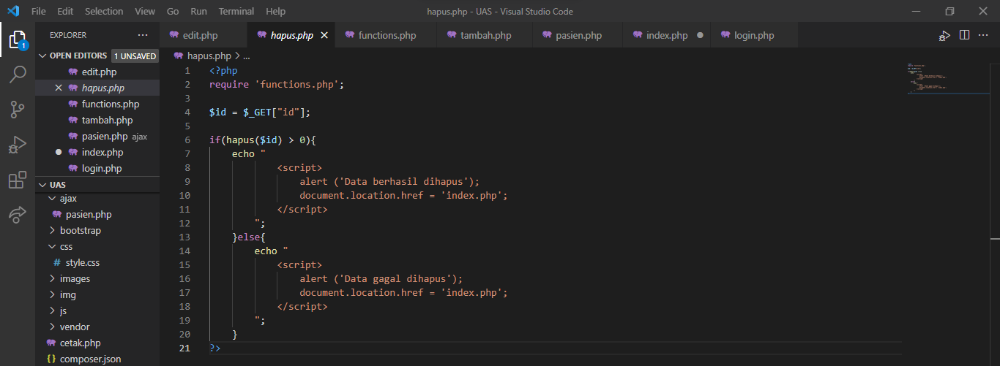 File Edit Selection View Go Run Terminal Help hapus.php - UAS - Visual Studio Code
EXPLORER ...
OPEN EDITORS 1 UNSAVED
edit.php
hapus.php
functions.php
tambah.php
pasien.php ajax
index.php
login.php
UAS
ajax
pasien.php
bootstrap
css
# style.css
images
img
js
vendor
cetak.php
{} composer.json
1
edit.php hapus.php functions.php tambah.php pasien.php index.php login.php
hapus.php > ...
1 <?php
2 require 'functions.php';
3
4 $id = $_GET["id"];
5
6 if(hapus($id) > 0){
7 echo "
8 <script>
9 alert ('Data berhasil dihapus');
10 document.location.href = 'index.php';
11 </script>
12 ";
13 }else{
14 echo "
15 <script>
16 alert ('Data gagal dihapus');
17 document.location.href = 'index.php';
18 </script>
19 ";
20 }
21 ?>